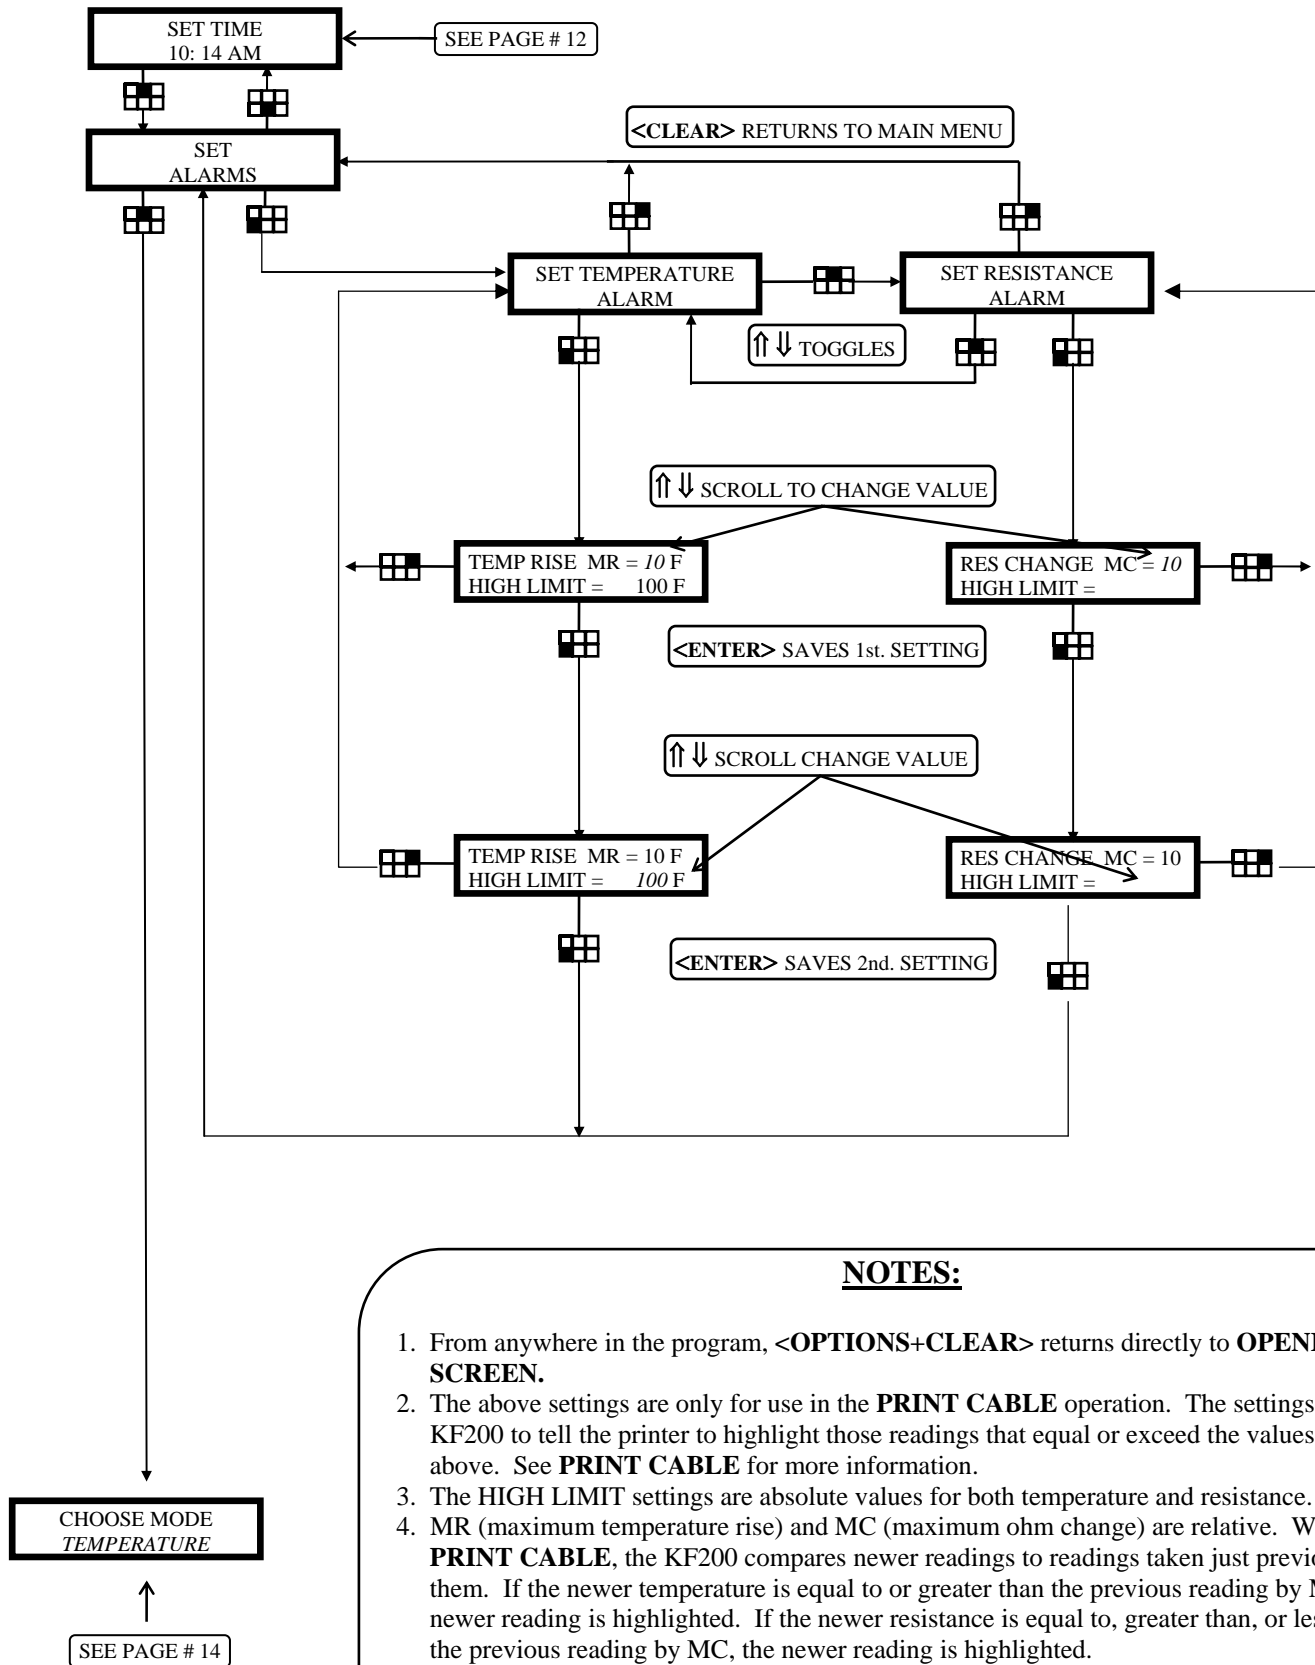 SET TIME
10: 14 AM
SEE PAGE # 12
<CLEAR> RETURNS TO MAIN MENU
SET
ALARMS
SET TEMPERATURE
ALARM
SET RESISTANCE
ALARM
⇑ ⇓ TOGGLES
⇑ ⇓ SCROLL TO CHANGE VALUE
TEMP RISE MR = 10 F
HIGH LIMIT = 100 F
RES CHANGE MC = 10
HIGH LIMIT =
<ENTER> SAVES 1st. SETTING
⇑ ⇓ SCROLL CHANGE VALUE
TEMP RISE MR = 10 F
HIGH LIMIT = 100 F
RES CHANGE MC = 10
HIGH LIMIT =
<ENTER> SAVES 2nd. SETTING
NOTES:
1. From anywhere in the program, <OPTIONS+CLEAR> returns directly to
SCREEN.
2. The above settings are only for use in the PRINT CABLE operation. The settings
KF200 to tell the printer to highlight those readings that equal or exceed the values
above. See PRINT CABLE for more information.
3. The HIGH LIMIT settings are absolute values for both temperature and resistance.
4. MR (maximum temperature rise) and MC (maximum ohm change) are relative.
PRINT CABLE, the KF200 compares newer readings to readings taken just
them. If the newer temperature is equal to or greater than the previous reading by
newer reading is highlighted. If the newer resistance is equal to, greater than, or
the previous reading by MC, the newer reading is highlighted.
CHOOSE MODE
TEMPERATURE
SEE PAGE # 14